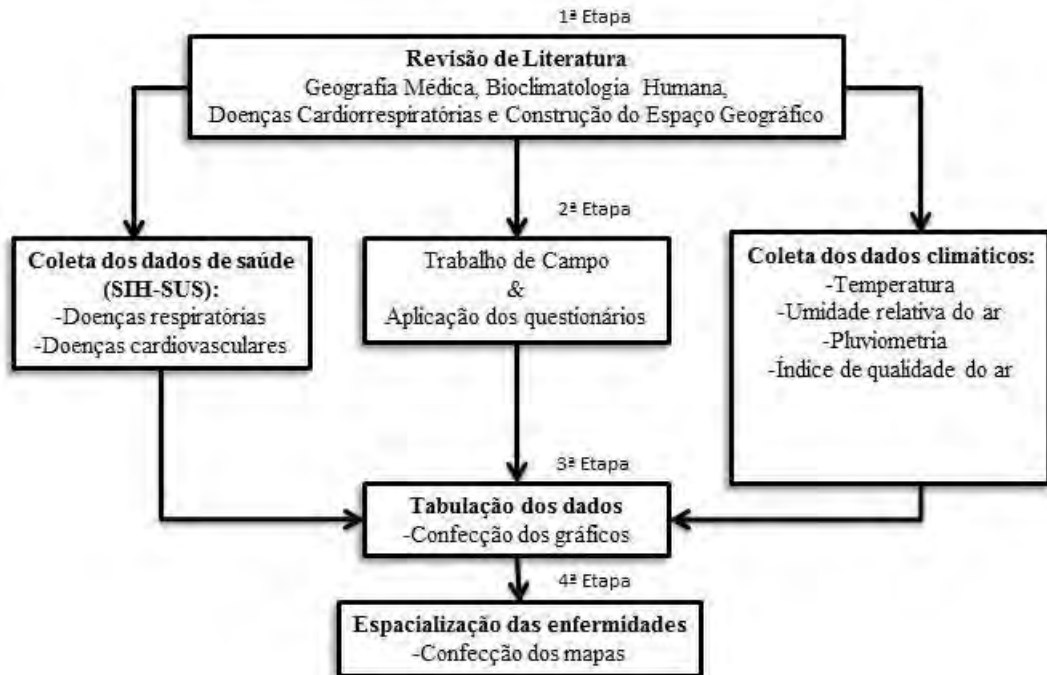 1ª Etapa
Revisão de Literatura
Geografia Médica, Bioclimatologia Humana,
Doenças Cardiorrespiratórias e Construção do Espaço Geográfico
2ª Etapa
Coleta dos dados de saúde
(SIH-SUS):
-Doenças respiratórias
-Doenças cardiovasculares
Trabalho de Campo
&
Aplicação dos questionários
Coleta dos dados climáticos:
-Temperatura
-Umidade relativa do ar
-Pluviometria
-Índice de qualidade do ar
3ª Etapa
Tabulação dos dados
-Confecção dos gráficos
4ª Etapa
Espacialização das enfermidades
-Confecção dos mapas